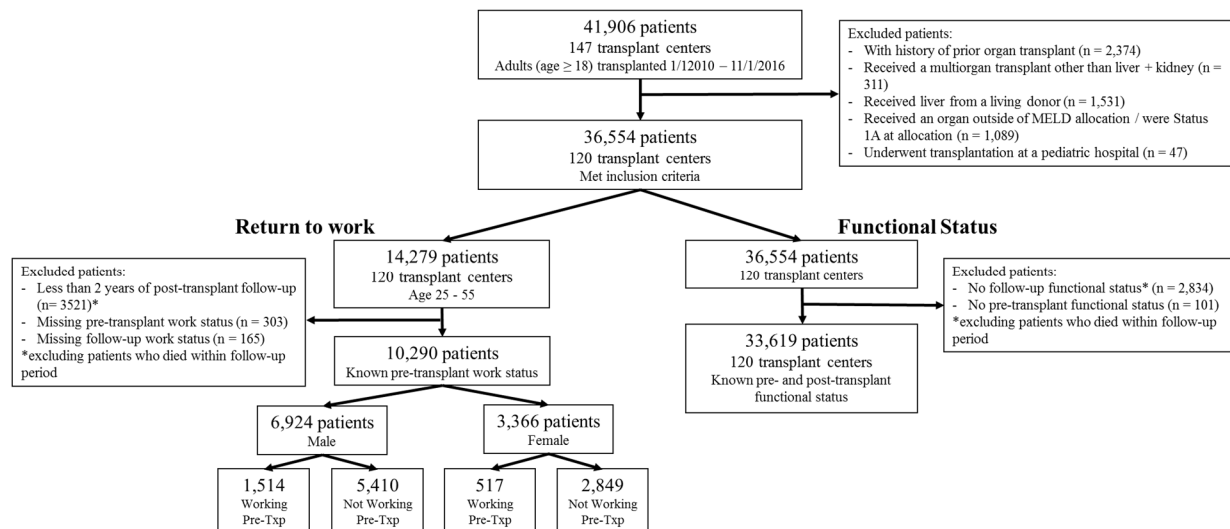 41,906 patients
147 transplant centers
Adults (age ≥ 18) transplanted 1/12010 – 11/1/2016
Excluded patients:
- With history of prior organ transplant (n = 2,374)
- Received a multiorgan transplant other than liver + kidney (n =
311)
- Received liver from a living donor (n = 1,531)
- Received an organ outside of MELD allocation / were Status
1A at allocation (n = 1,089)
- Underwent transplantation at a pediatric hospital (n = 47)
36,554 patients
120 transplant centers
Met inclusion criteria
Return to work
Functional Status
14,279 patients
120 transplant centers
Age 25 - 55
36,554 patients
120 transplant centers
Excluded patients:
- Less than 2 years of post-transplant follow-up
(n= 3521)*
- Missing pre-transplant work status (n = 303)
- Missing follow-up work status (n = 165)
*excluding patients who died within follow-up
period
Excluded patients:
- No follow-up functional status* (n = 2,834)
- No pre-transplant functional status (n = 101)
*excluding patients who died within follow-up
period
10,290 patients
Known pre-transplant work status
33,619 patients
120 transplant centers
Known pre- and post-transplant
functional status
6,924 patients
Male
3,366 patients
Female
1,514
Working
Pre-Txp
5,410
Not Working
Pre-Txp
517
Working
Pre-Txp
2,849
Not Working
Pre-Txp